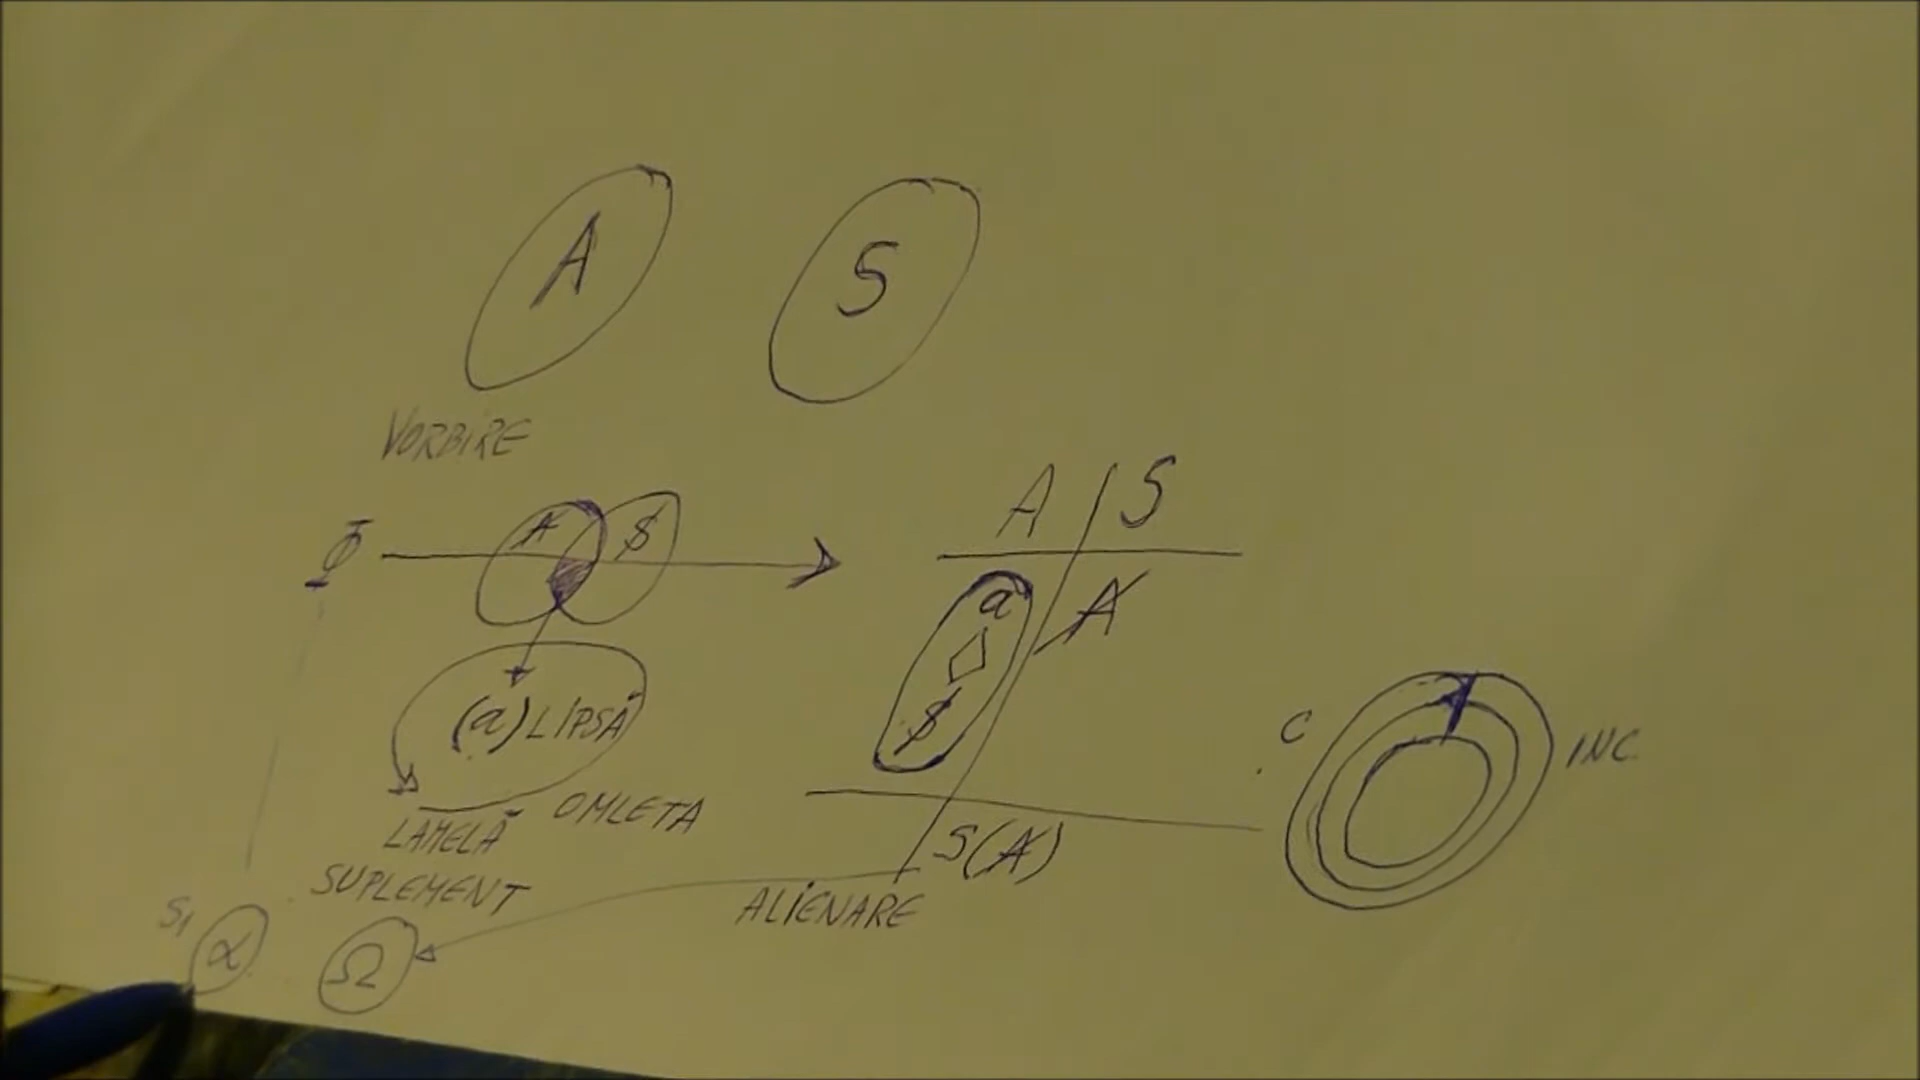 A S
VORBIRE
A S
Φ A̸ $
a A̸
◇
$
(a) LIPSĂ
C INC.
OMLETA
LAMELĂ
S(A̸)
SUPLEMENT
ALIENARE
S1 α Ω